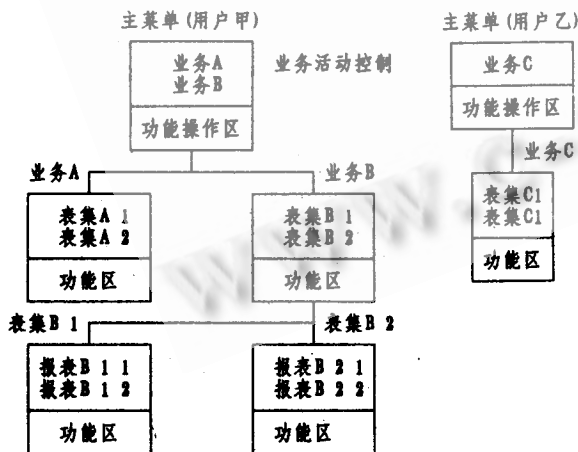 主菜单(用户甲)
主菜单(用户乙)
业务A
业务B
功能操作区
业务活动控制
业务C
功能操作区
业务C
业务A
业务B
表集A 1
表集A 2
功能区
表集B 1
表集B 2
功能区
表集C1
表集C1
功能区
表集B 1
表集B 2
报表B 1 1
报表B 1 2
功能区
报表B 2 1
报表B 2 2
功能区